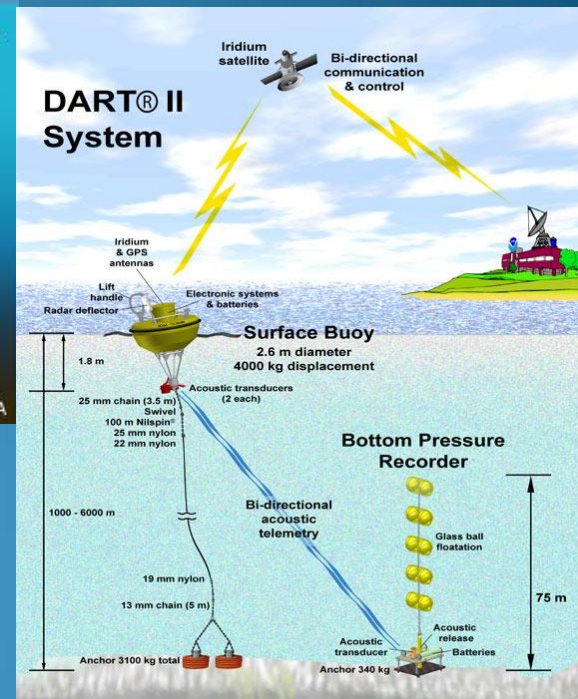 Iridium
satellite
Bi-directional
communication
& control
DART® II
System
Iridium
& GPS
antennas
Lift
handle
Radar deflector
Electronic systems
& batteries
Surface Buoy
2.6 m diameter
4000 kg displacement
1.8 m
Acoustic transducers
(2 each)
25 mm chain (3.5 m)
Swivel
100 m Nilspin®
25 mm nylon
22 mm nylon
Bottom Pressure
Recorder
1000 - 6000 m
Bi-directional
acoustic
telemetry
Glass ball
floatation
75 m
19 mm nylon
13 mm chain (5 m)
Acoustic
release
Acoustic
transducer
Batteries
Anchor 3100 kg total
Anchor 340 kg